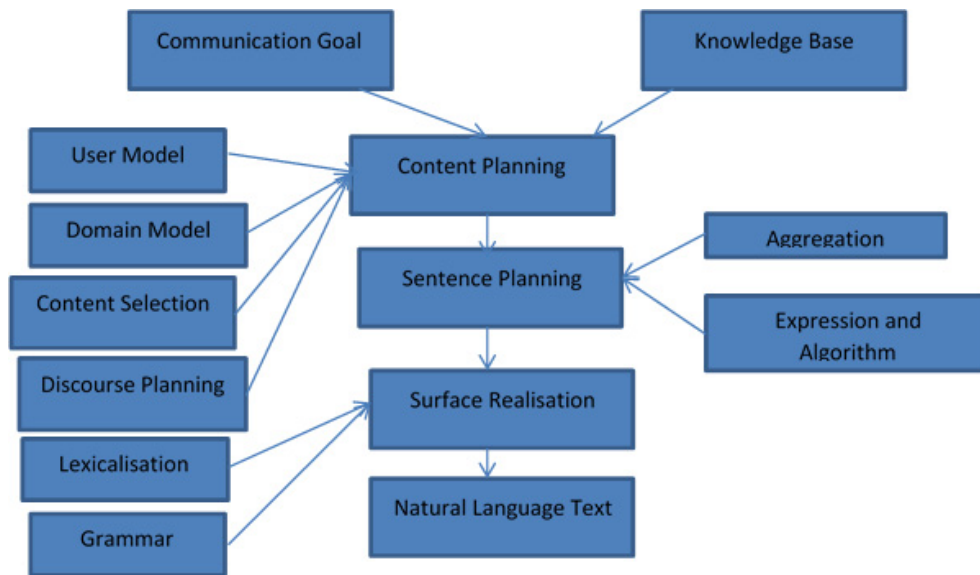 Communication Goal
Knowledge Base
User Model
Content Planning
Domain Model
Aggregation
Sentence Planning
Content Selection
Expression and
Algorithm
Discourse Planning
Surface Realisation
Lexicalisation
Natural Language Text
Grammar